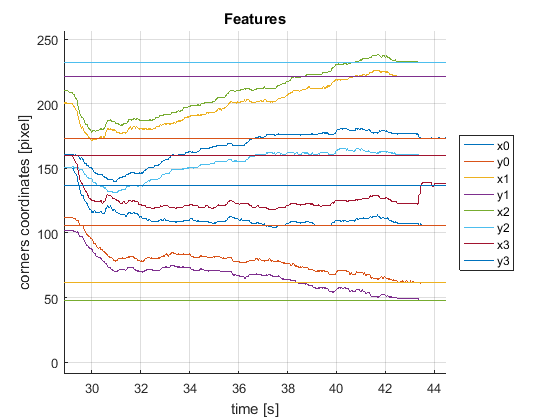 Features
corners coordinates [pixel]
250
200
150
100
50
0
30
32
34
36
38
40
42
44
time [s]
x0
y0
x1
y1
x2
y2
x3
y3